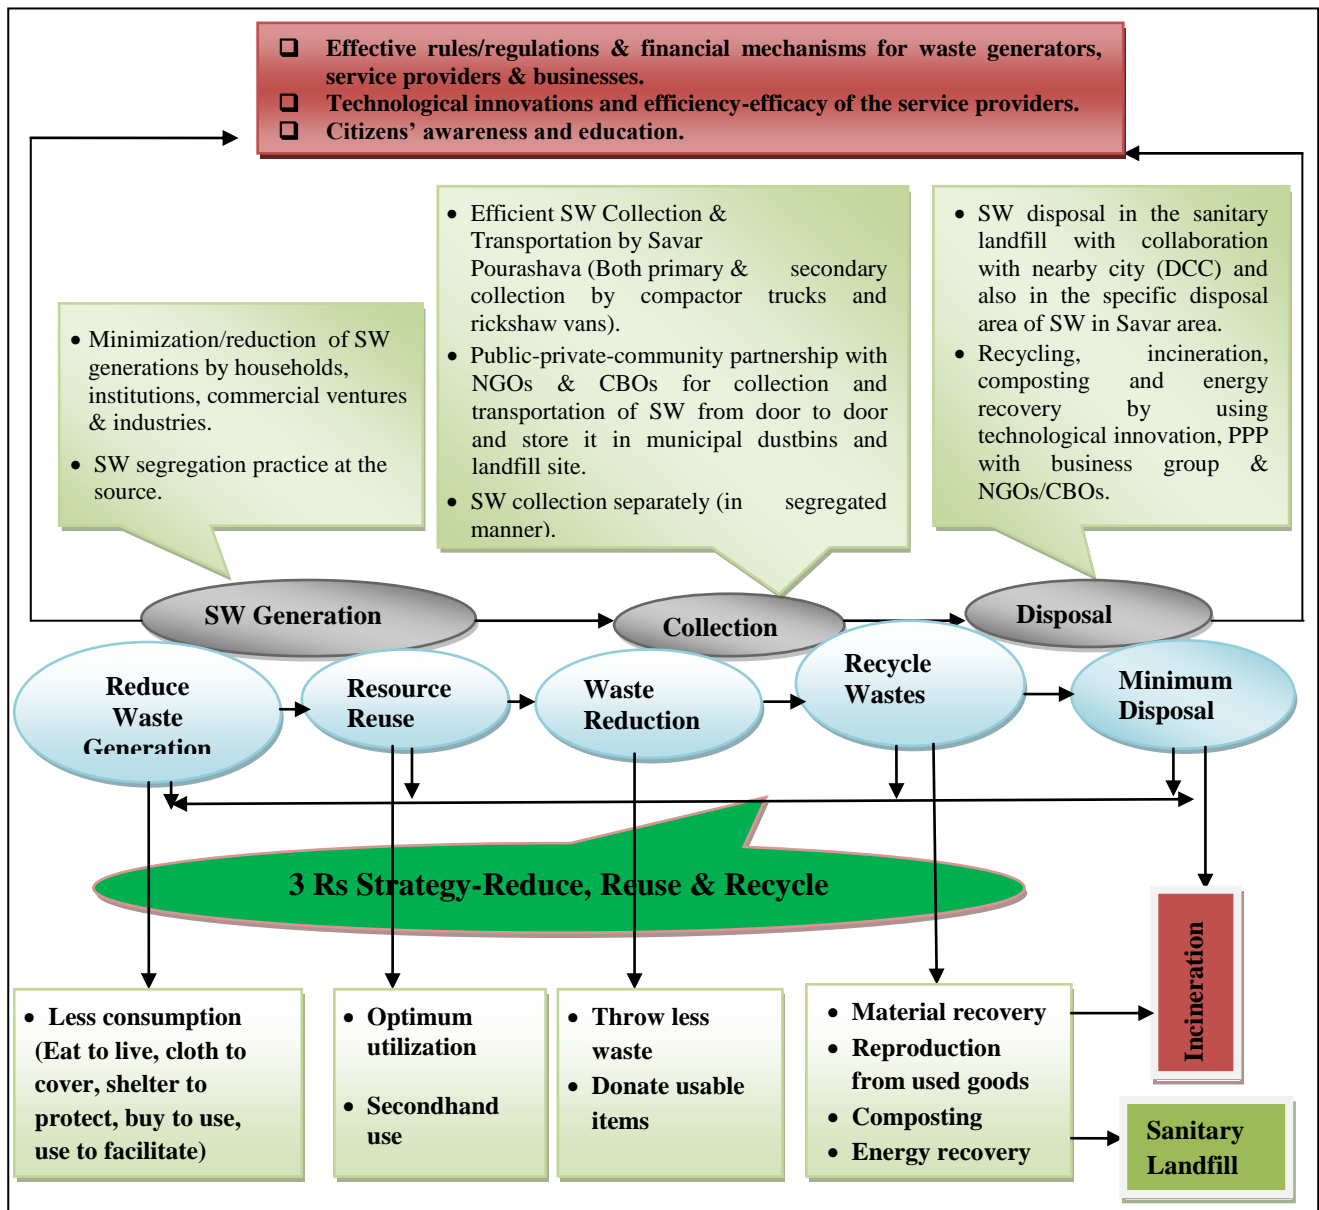 ❑ Effective rules/regulations & financial mechanisms for waste generators,
service providers & businesses.
❑ Technological innovations and efficiency-efficacy of the service providers.
❑ Citizens’ awareness and education.
• Minimization/reduction of SW
generations by households,
institutions, commercial ventures
& industries.
• SW segregation practice at the
source.
• Efficient SW Collection &
Transportation by Savar
Pourashava (Both primary & secondary
collection by compactor trucks and
rickshaw vans).
• Public-private-community partnership with
NGOs & CBOs for collection and
transportation of SW from door to door
and store it in municipal dustbins and
landfill site.
• SW collection separately (in segregated
manner).
• SW disposal in the sanitary
landfill with collaboration
with nearby city (DCC) and
also in the specific disposal
area of SW in Savar area.
• Recycling, incineration,
composting and energy
recovery by using
technological innovation, PPP
with business group &
NGOs/CBOs.
SW Generation
Collection
Disposal
Reduce
Waste
Generation
Resource
Reuse
Waste
Reduction
Recycle
Wastes
Minimum
Disposal
3 Rs Strategy-Reduce, Reuse & Recycle
• Less consumption
(Eat to live, cloth to
cover, shelter to
protect, buy to use,
use to facilitate)
• Optimum
utilization
• Secondhand
use
• Throw less
waste
• Donate usable
items
• Material recovery
• Reproduction
from used goods
• Composting
• Energy recovery
Incineration
Sanitary
Landfill